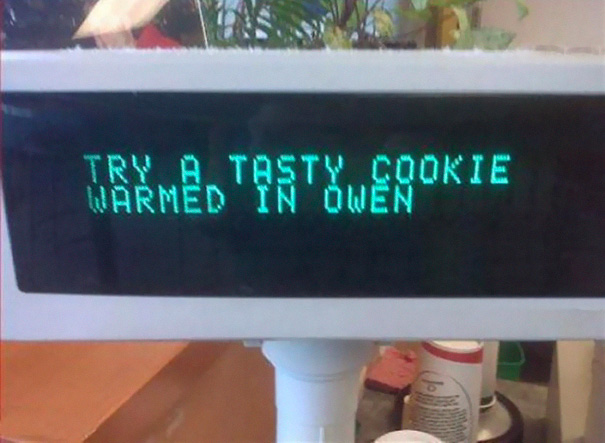 TRY A TASTY COOKIE
WARMED IN OWEN